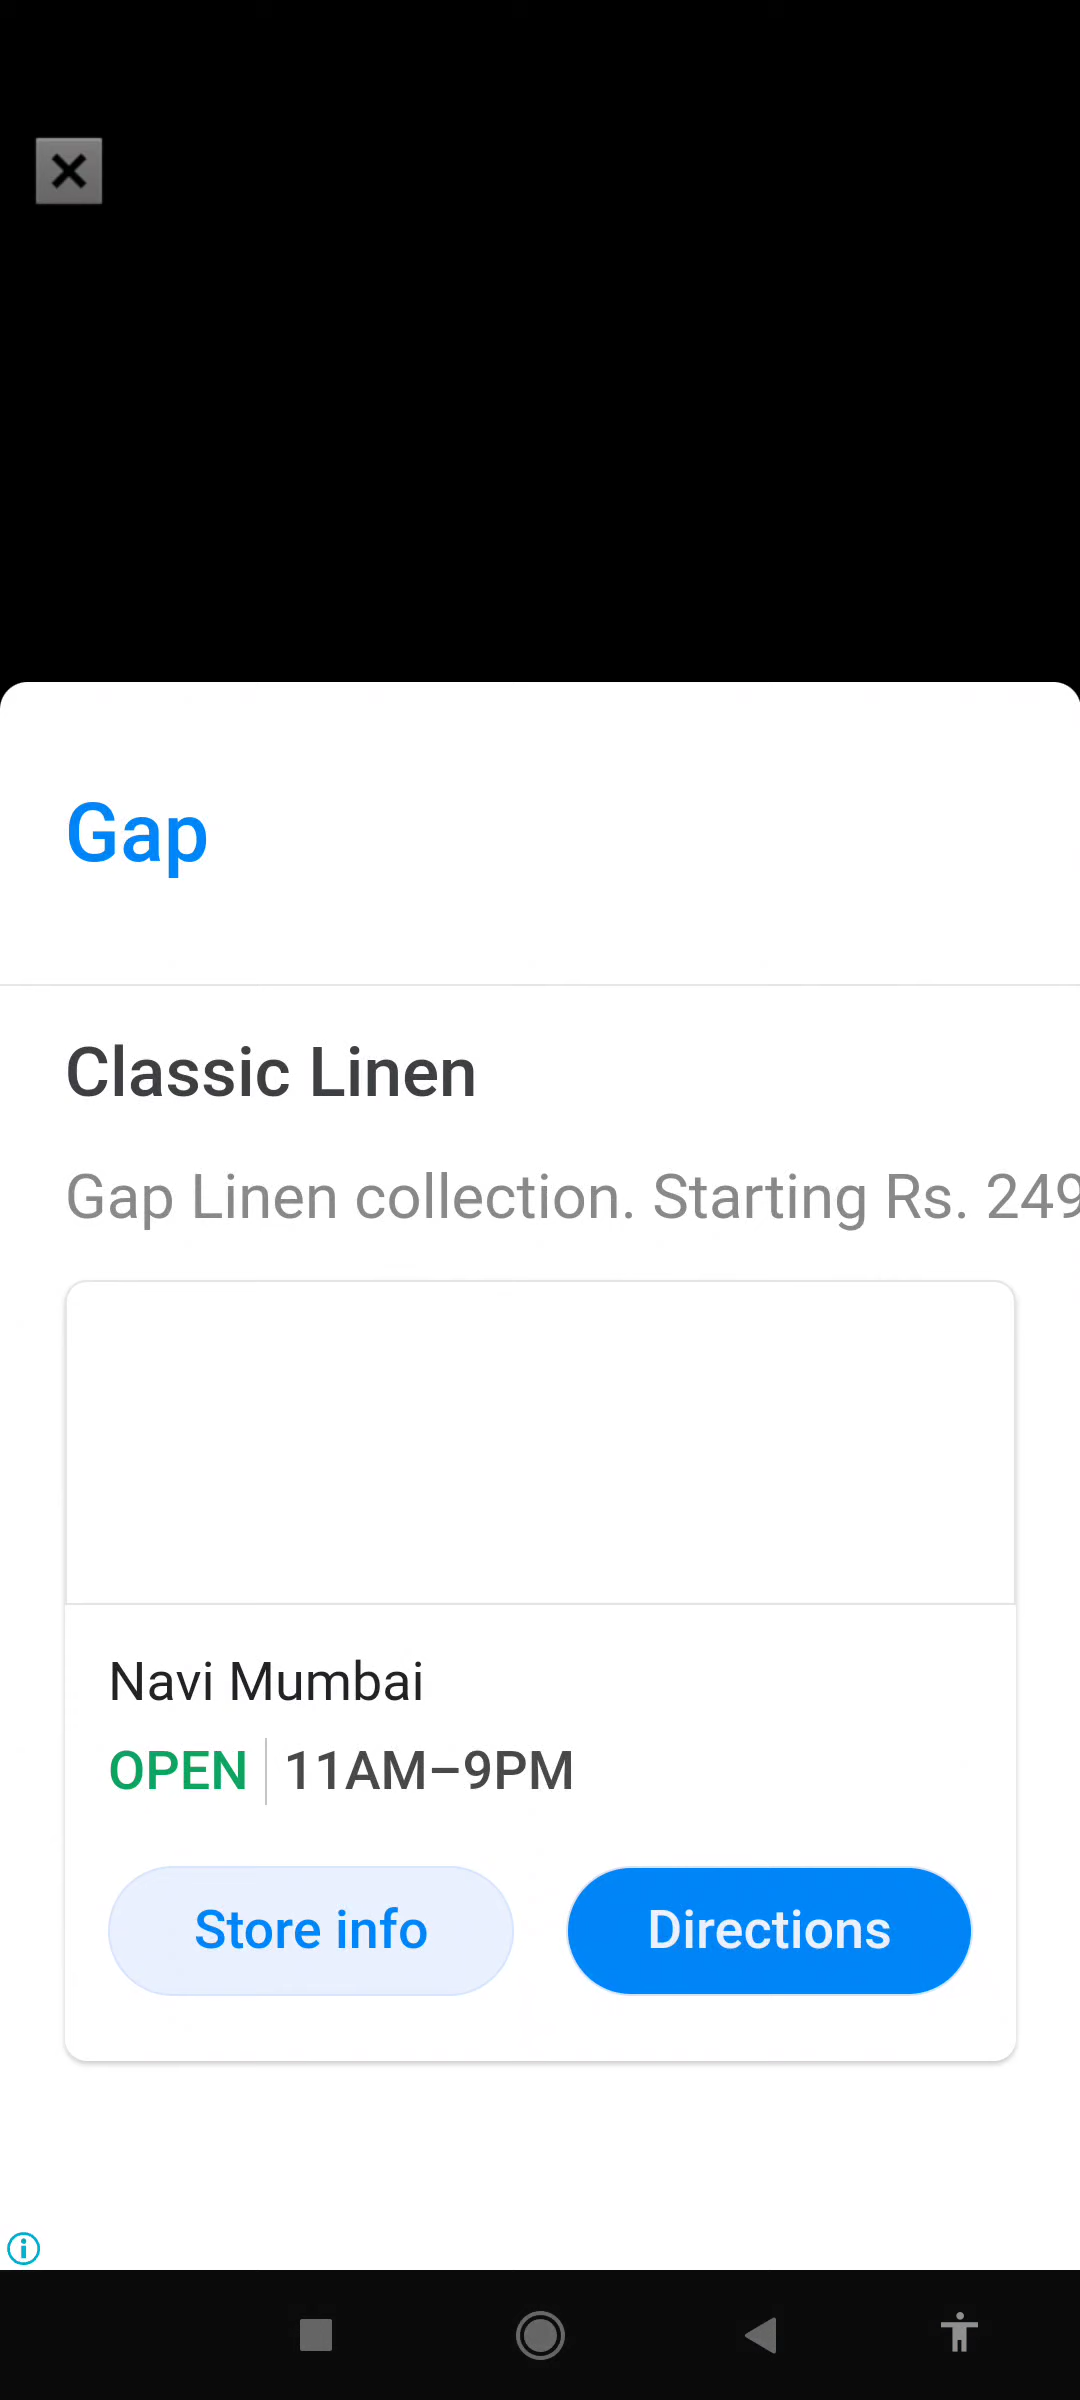 Gap
Classic Linen
Gap Linen collection. Starting Rs. 249
Navi Mumbai
OPEN 11AM–9PM
Store info
Directions